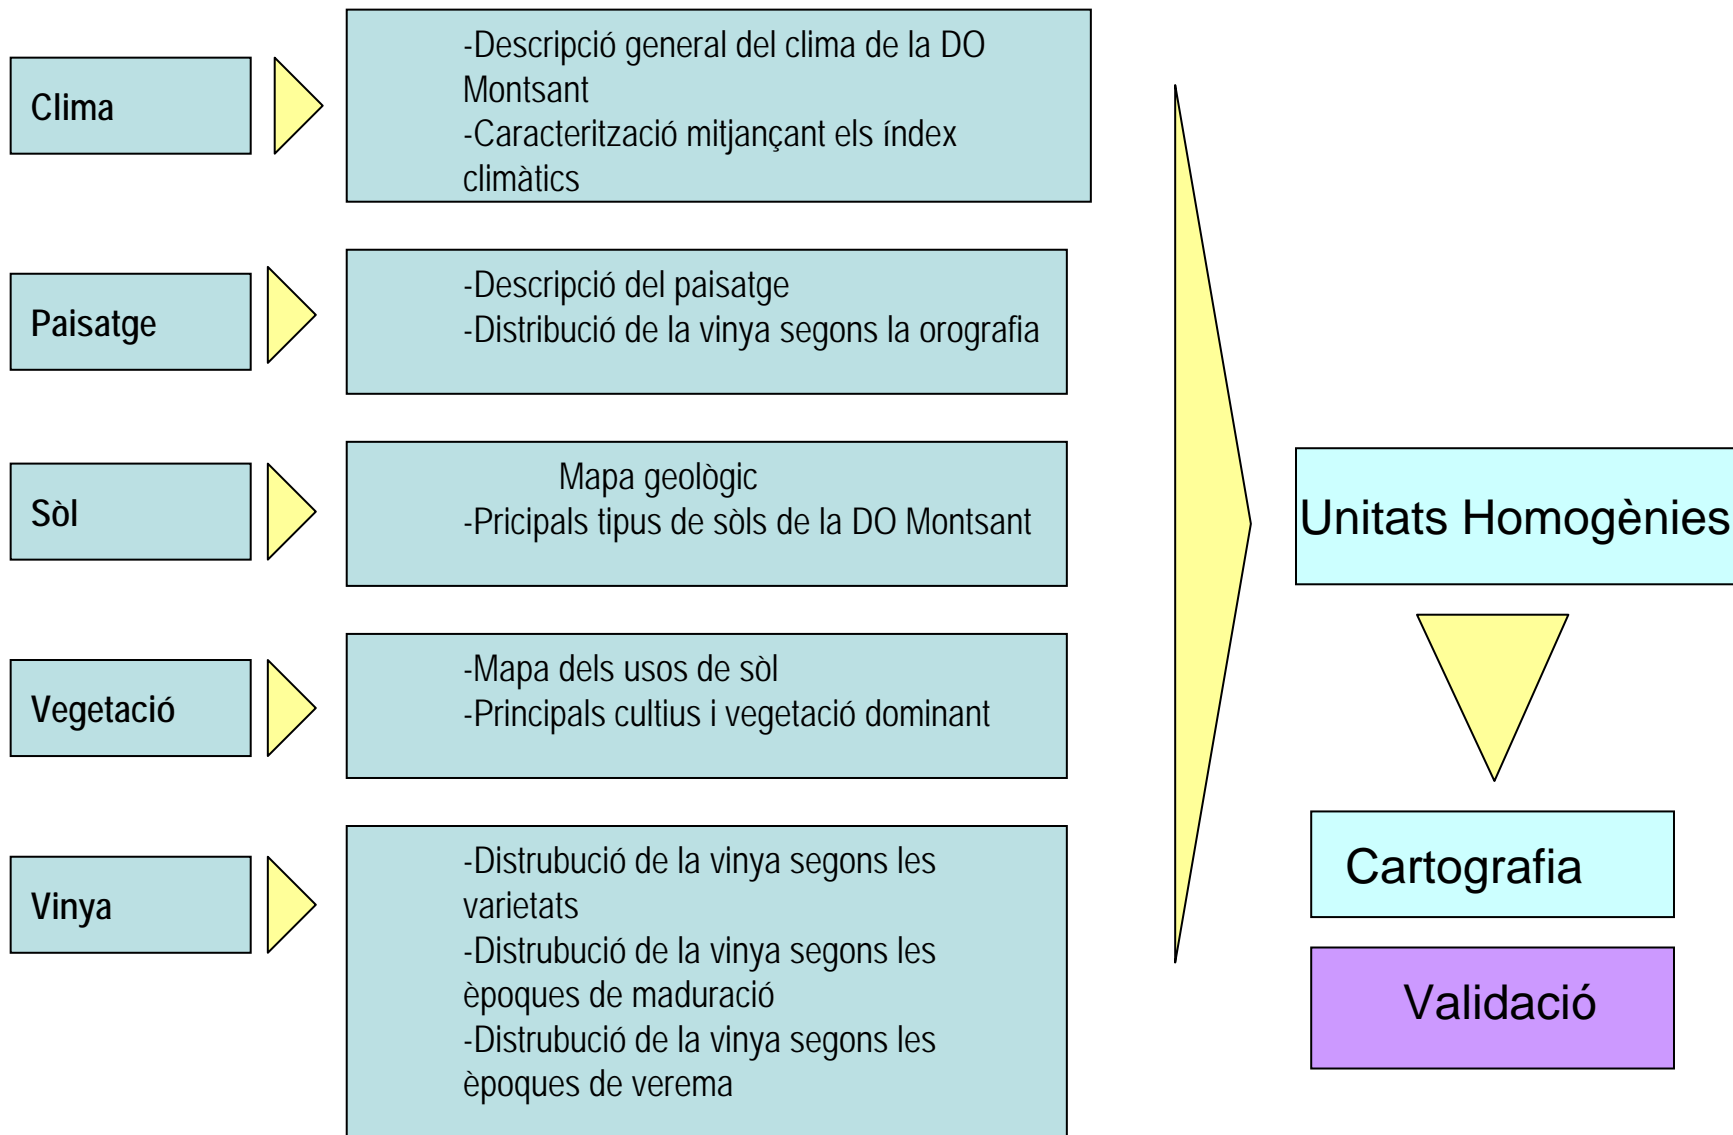 Clima
-Descripció general del clima de la DO
Montsant
-Caracterització mitjançant els índex
climàtics
Paisatge
-Descripció del paisatge
-Distribució de la vinya segons la orografia
Sòl
Mapa geològic
-Pricipals tipus de sòls de la DO Montsant
Vegetació
-Mapa dels usos de sòl
-Principals cultius i vegetació dominant
Vinya
-Distrubució de la vinya segons les
varietats
-Distrubució de la vinya segons les
èpoques de maduració
-Distrubució de la vinya segons les
èpoques de verema
Unitats Homogènies
Cartografia
Validació